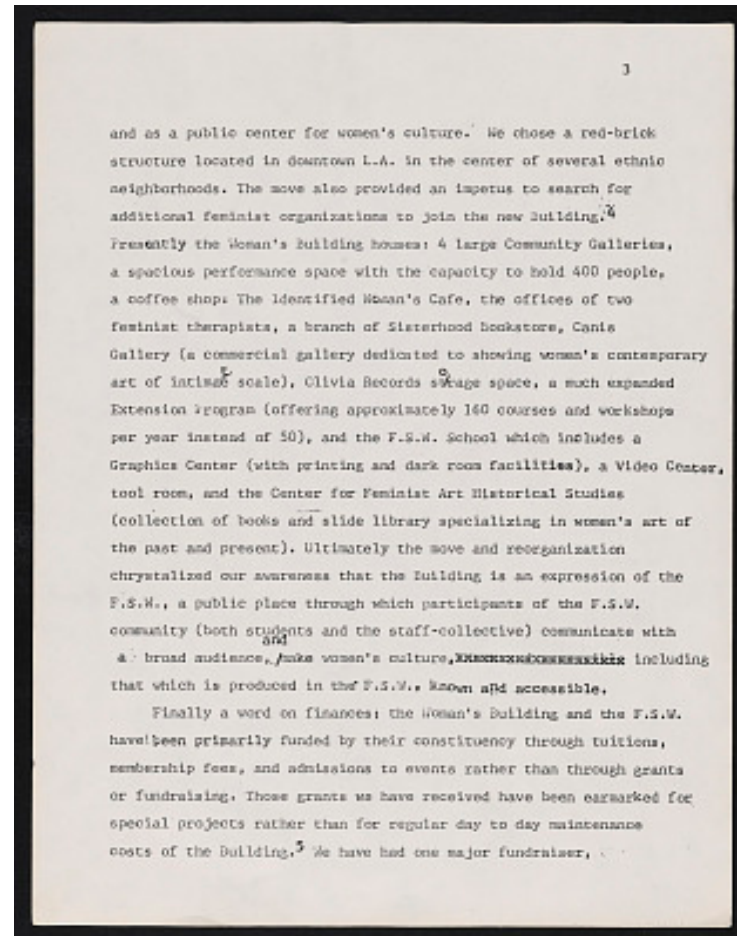 3
and as a public center for women's culture. We chose a red-brick
structure located in downtown L.A. in the center of several ethnic
neighborhoods. The move also provided an impetus to search for
additional feminist organizations to join the new Building.4
Presently the Woman's Building houses: 4 large Community Galleries,
a spacious performance space with the capacity to hold 400 people,
a coffee shop: The Identified Woman's Cafe, the offices of two
feminist therapists, a branch of Sisterhood Bookstore, Canis
Gallery (a commercial gallery dedicated to showing women's contemporary
art of intimate scale), Olivia Records storage space, a much expanded
Extension Program (offering approximately 160 courses and workshops
per year instead of 50), and the F.S.W. School which includes a
Graphics Center (with printing and dark room facilities), a Video Center,
tool room, and the Center for Feminist Art Historical Studies
(collection of books and slide library specializing in women's art of
the past and present). Ultimately the move and reorganization
chrystalized our awareness that the Building is an expression of the
F.S.W., a public place through which participants of the F.S.W.
community (both students and the staff-collective) communicate with
a broad audience, and make women's culture, including
that which is produced in the F.S.W., known and accessible.
Finally a word on finances: the Woman's Building and the F.S.W.
have been primarily funded by their constituency through tuitions,
membership fees, and admissions to events rather than through grants
or fundraising. Those grants we have received have been earmarked for
special projects rather than for regular day to day maintenance
costs of the Building.5 We have had one major fundraiser,